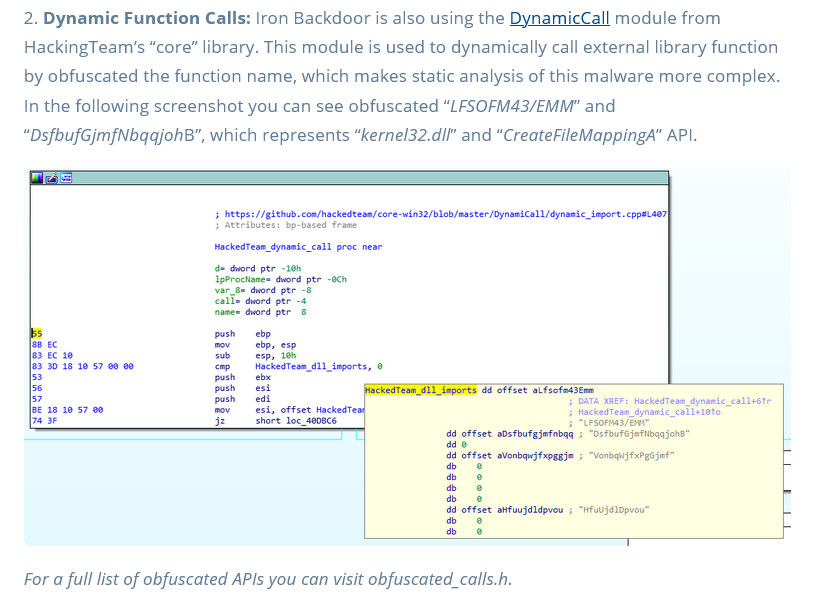 2. Dynamic Function Calls: Iron Backdoor is also using the DynamicCall module from
HackingTeam’s “core” library. This module is used to dynamically call external library function
by obfuscated the function name, which makes static analysis of this malware more complex.
In the following screenshot you can see obfuscated “LFSOFM43/EMM” and
“DsfbufGjmfNbqqjohB”, which represents “kernel32.dll” and “CreateFileMappingA” API.
; https://github.com/hackedteam/core-win32/blob/master/DynamiCall/dynamic_import.cpp#L407
; Attributes: bp-based frame
HackedTeam_dynamic_call proc near
d= dword ptr -10h
lpProcName= dword ptr -0Ch
var_8= dword ptr -8
call= dword ptr -4
name= dword ptr 8
55 push ebp
8B EC mov ebp, esp
83 EC 10 sub esp, 10h
83 3D 18 10 57 00 00 cmp HackedTeam_dll_imports, 0
53 push ebx
56 push esi
57 push edi
BE 18 10 57 00 mov esi, offset HackedTeam
74 3F jz short loc_40DBC6
HackedTeam_dll_imports dd offset aLfsofm43Emm
; DATA XREF: HackedTeam_dynamic_call+6↑r
; HackedTeam_dynamic_call+10↑o
; "LFSOFM43/EMM"
dd offset aDsfbufgjmfnbqq ; "DsfbufGjmfNbqqjohB"
dd 0
dd offset aVonbqwjfxpggjm ; "VonbqWjfxPgGjmf"
db 0
db 0
db 0
db 0
dd offset aHfuujdldpvou ; "HfuUjdlDpvou"
db 0
db 0
For a full list of obfuscated APIs you can visit obfuscated_calls.h.